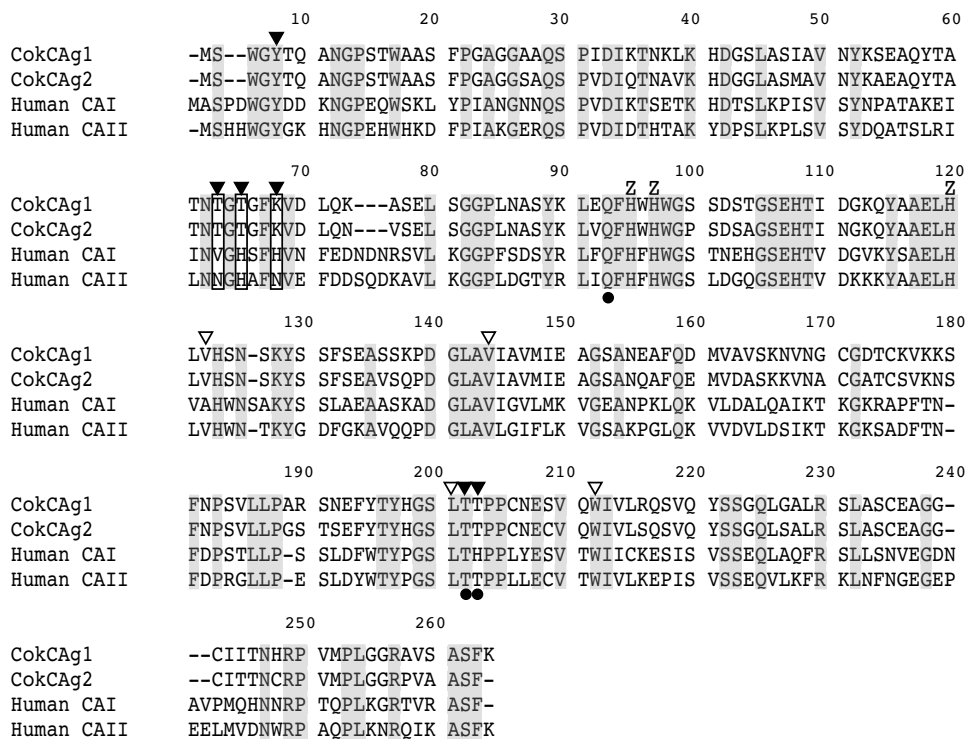 10 20 30 40 50 60
CokCAg1 -MS--WGYTQ ANGPSTWAAS FPGAGGAAQS PIDIKTNKLK HDGSLASIAV NYKSEAQYTA
CokCAg2 -MS--WGYTQ ANGPSTWAAS FPGAGGSAQS PVDIQTNAVK HDGGLASMAV NYKAEAQYTA
Human CAI MASPDWGYDD KNGPEQWSKL YPIANGNNQS PVDIKTSETK HDTSLKPISV SYNPATAKEI
Human CAII -MSHHWGYGK HNGPEHWHKD FPIAKGERQS PVDIDTHTAK YDPSLKPLSV SYDQATSLRI
70 80 90 Z Z 100 110 120 Z
CokCAg1 TNTGTGFKVD LQK---ASEL SGGPLNASYK LEQFHWHWGS SDSTGSEHTI DGKQYAAELH
CokCAg2 TNTGTGFKVD LQN---VSEL SGGPLNASYK LVQFHWHWGP SDSAGSEHTI NGKQYAAELH
Human CAI INVGHSFHVN FEDNDNRSVL KGGPFSDSYR LFQFHFHWGS TNEHGSEHTV DGVKYSAELH
Human CAII LNNGHAFNVE FDDSQDKAVL KGGPLDGTYR LIQFHFHWGS LDGQGSEHTV DKKKYAAELH
130 140 150 160 170 180
CokCAg1 LVHSN-SKYS SFSEASSKPD GLAVIAVMIE AGSANEAFQD MVAVSKNVNG CGDTCKVKKS
CokCAg2 LVHSN-SKYS SFSEAVSQPD GLAVIAVMIE AGSANQAFQE MVDASKKVNA CGATCSVKNS
Human CAI VAHWNSAKYS SLAEAASKAD GLAVIGVLMK VGEANPKLQK VLDALQAIKT KGKRAPFTN-
Human CAII LVHWN-TKYG DFGKAVQQPD GLAVLGIFLK VGSAKPGLQK VVDVLDSIKT KGKSADFTN-
190 200 210 220 230 240
CokCAg1 FNPSVLLPAR SNEFYTYHGS LTTPPCNESV QWIVLRQSVQ YSSGQLGALR SLASCEAGG-
CokCAg2 FNPSVLLPGS TSEFYTYHGS LTTPPCNECV QWIVLSQSVQ YSSGQLSALR SLASCEAGG-
Human CAI FDPSTLLP-S SLDFWTYPGS LTHPPLYESV TWIICKESIS VSSEQLAQFR SLLSNVEGDN
Human CAII FDPRGLLP-E SLDYWTYPGS LTTPPLLECV TWIVLKEPIS VSSEQVLKFR KLNFNGEGEP
250 260
CokCAg1 --CIITNHRP VMPLGGRAVS ASFK
CokCAg2 --CITTNCRP VMPLGGRPVA ASF-
Human CAI AVPMQHNNRP TQPLKGRTVR ASF-
Human CAII EELMVDNWRP AQPLKNRQIK ASFK